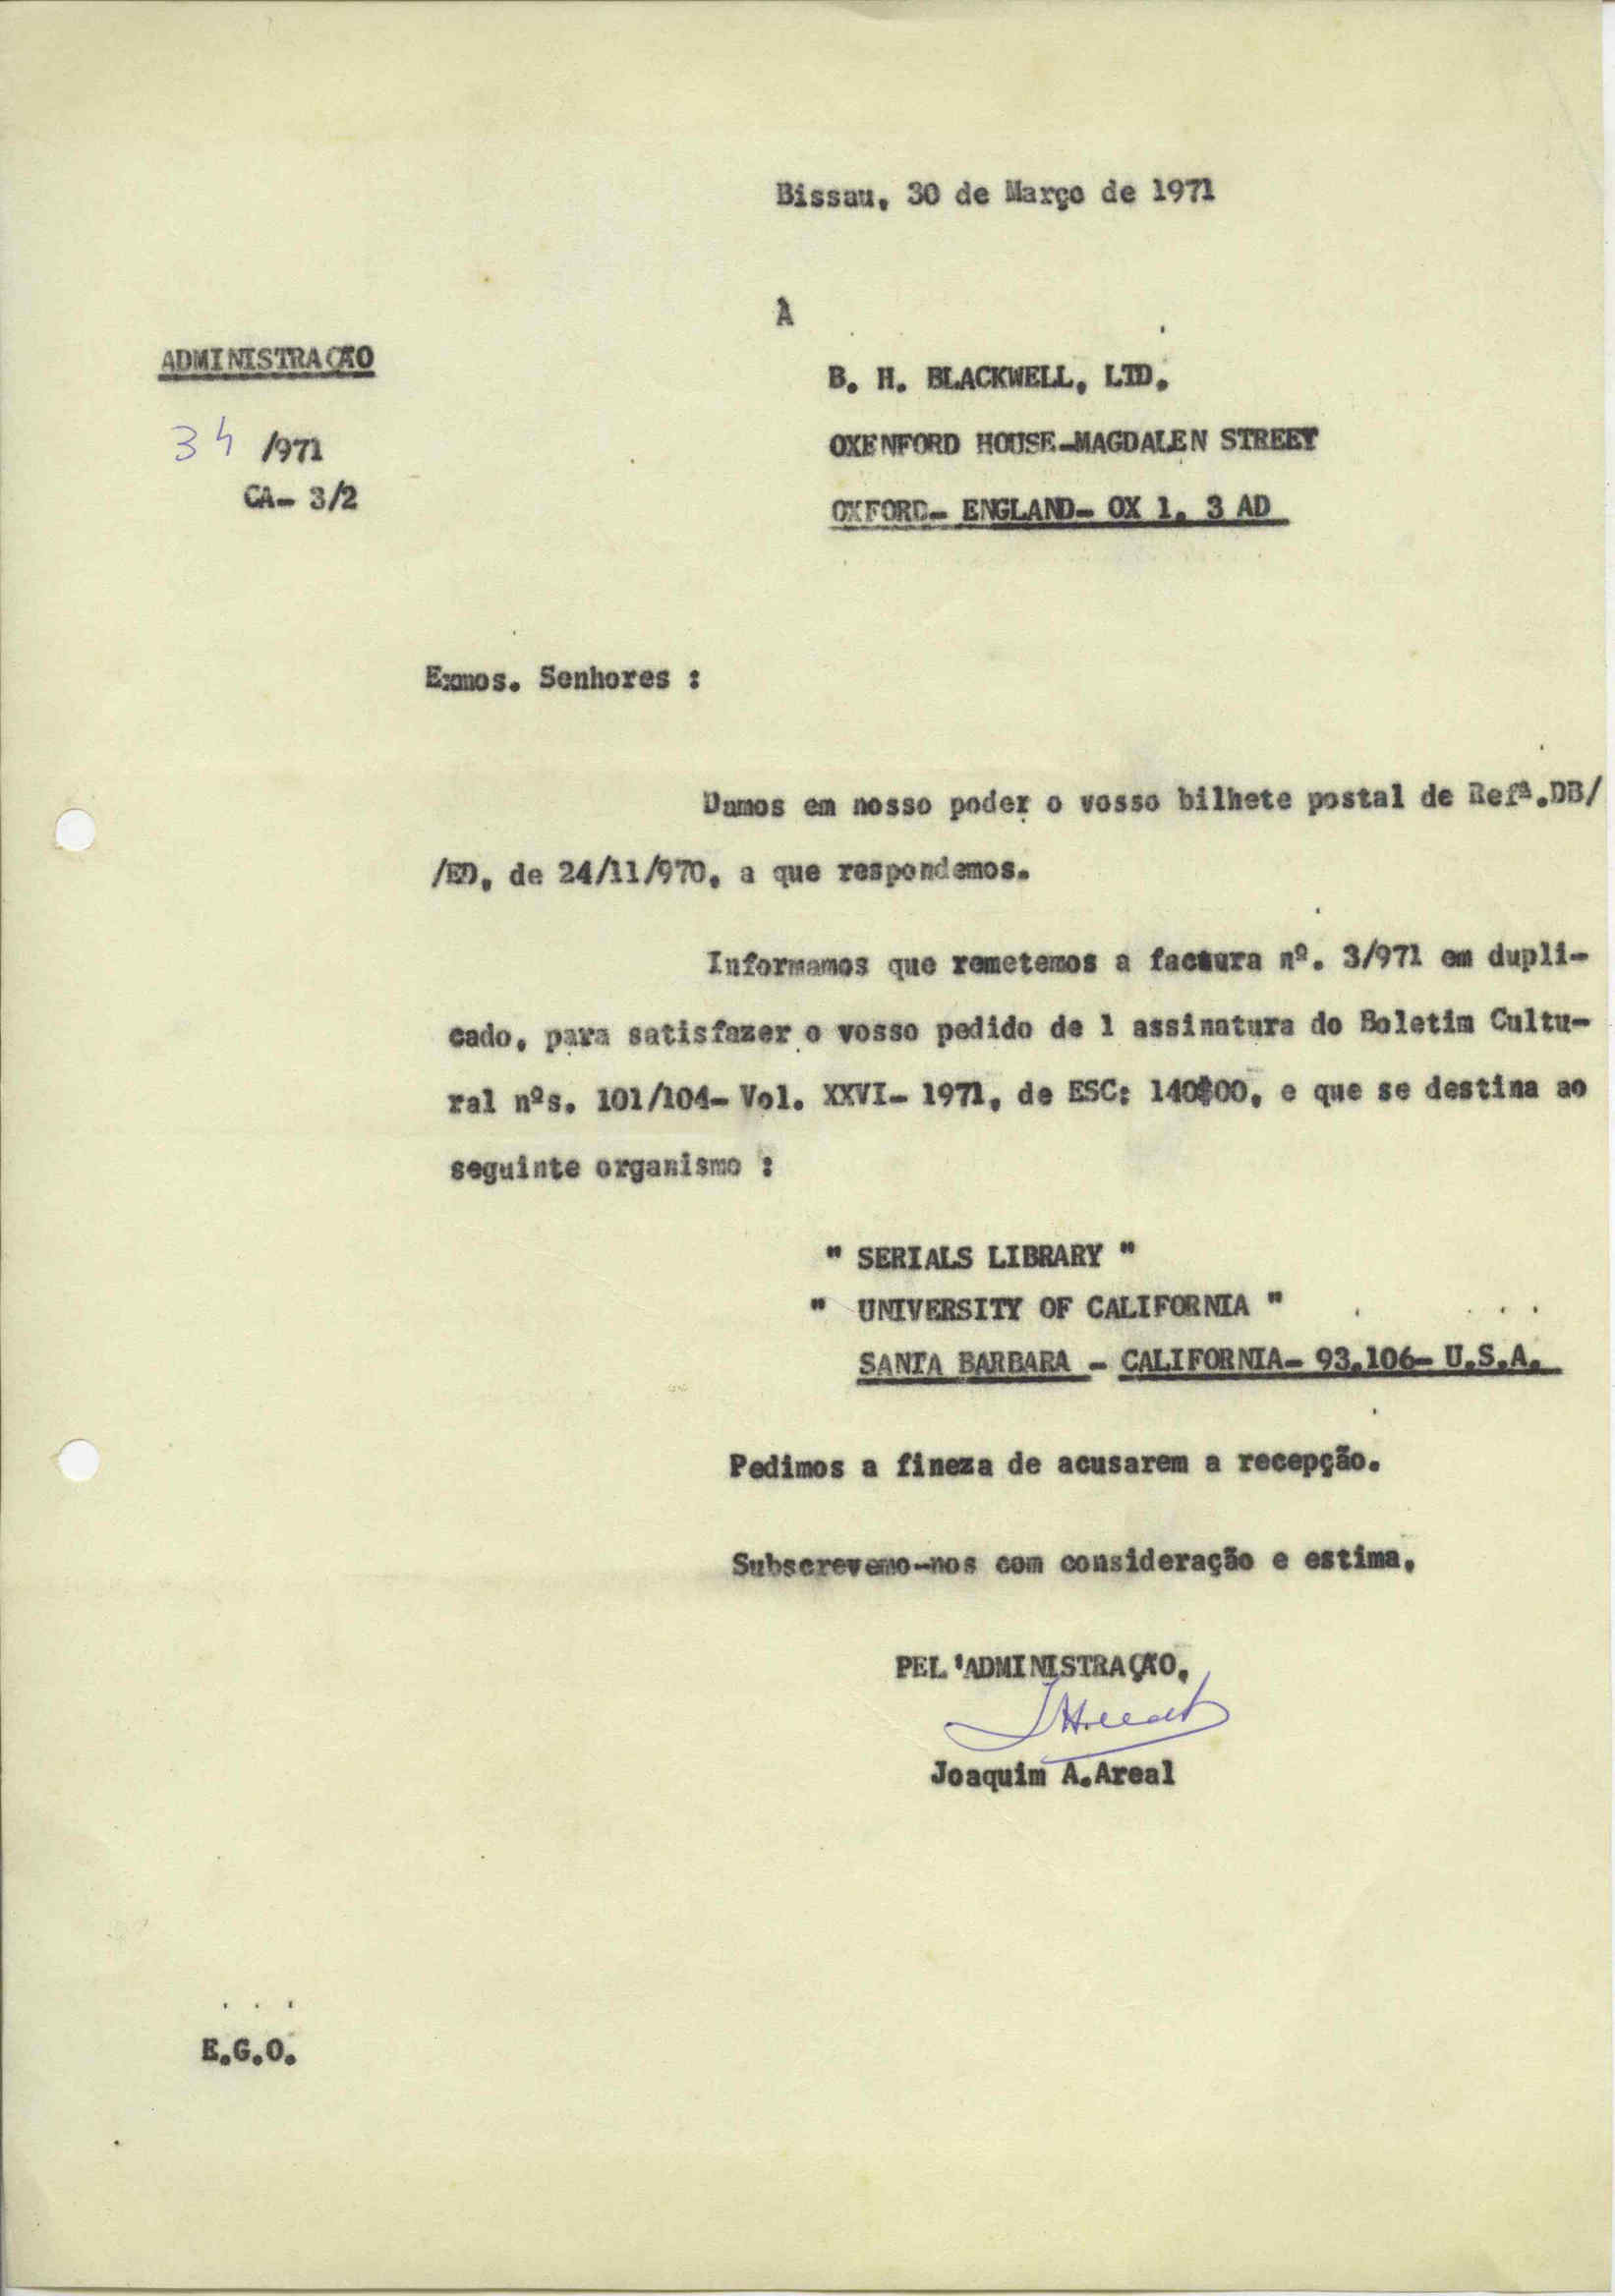 Bissau, 30 de Março de 1971
À
ADMINISTRAÇÃO
B. H. BLACKWELL, LTD.
34 /971
OXENFORD HOUSE-MAGDALEN STREET
CA- 3/2
OXFORD- ENGLAND- OX 1. 3 AD
Exmos. Senhores :
Damos em nosso poder o vosso bilhete postal de Refª.DB/
/ED, de 24/11/970, a que respondemos.
Informamos que remetemos a factura nº. 3/971 em dupli-
cado, para satisfazer o vosso pedido de 1 assinatura do Boletim Cultu-
ral nºs. 101/104- Vol. XXVI- 1971, de ESC: 140$00, e que se destina ao
seguinte organismo :
" SERIALS LIBRARY "
" UNIVERSITY OF CALIFORNIA "
SANTA BARBARA - CALIFORNIA- 93.106- U.S.A.
Pedimos a fineza de acusarem a recepção.
Subscrevemo-nos com consideração e estima,
PEL'ADMINISTRAÇÃO,
Joaquim A.Areal
E.G.O.